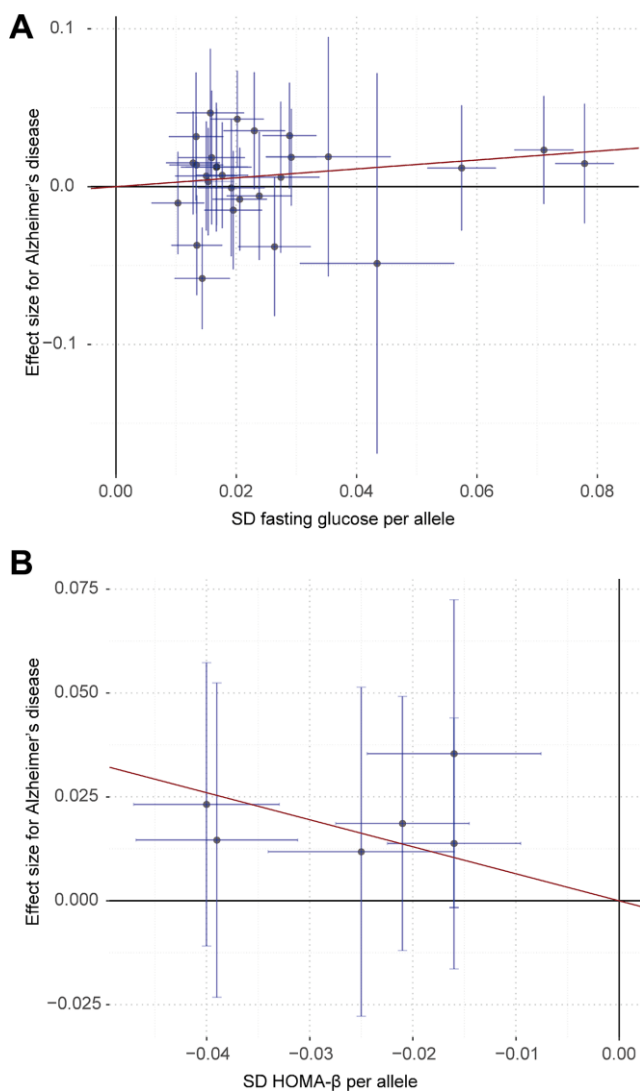 A
Effect size for Alzheimer's disease
0.1
0.0
−0.1
0.00 0.02 0.04 0.06 0.08
SD fasting glucose per allele
B
Effect size for Alzheimer's disease
0.075
0.050
0.025
0.000
−0.025
−0.04 −0.03 −0.02 −0.01 0.00
SD HOMA-β per allele